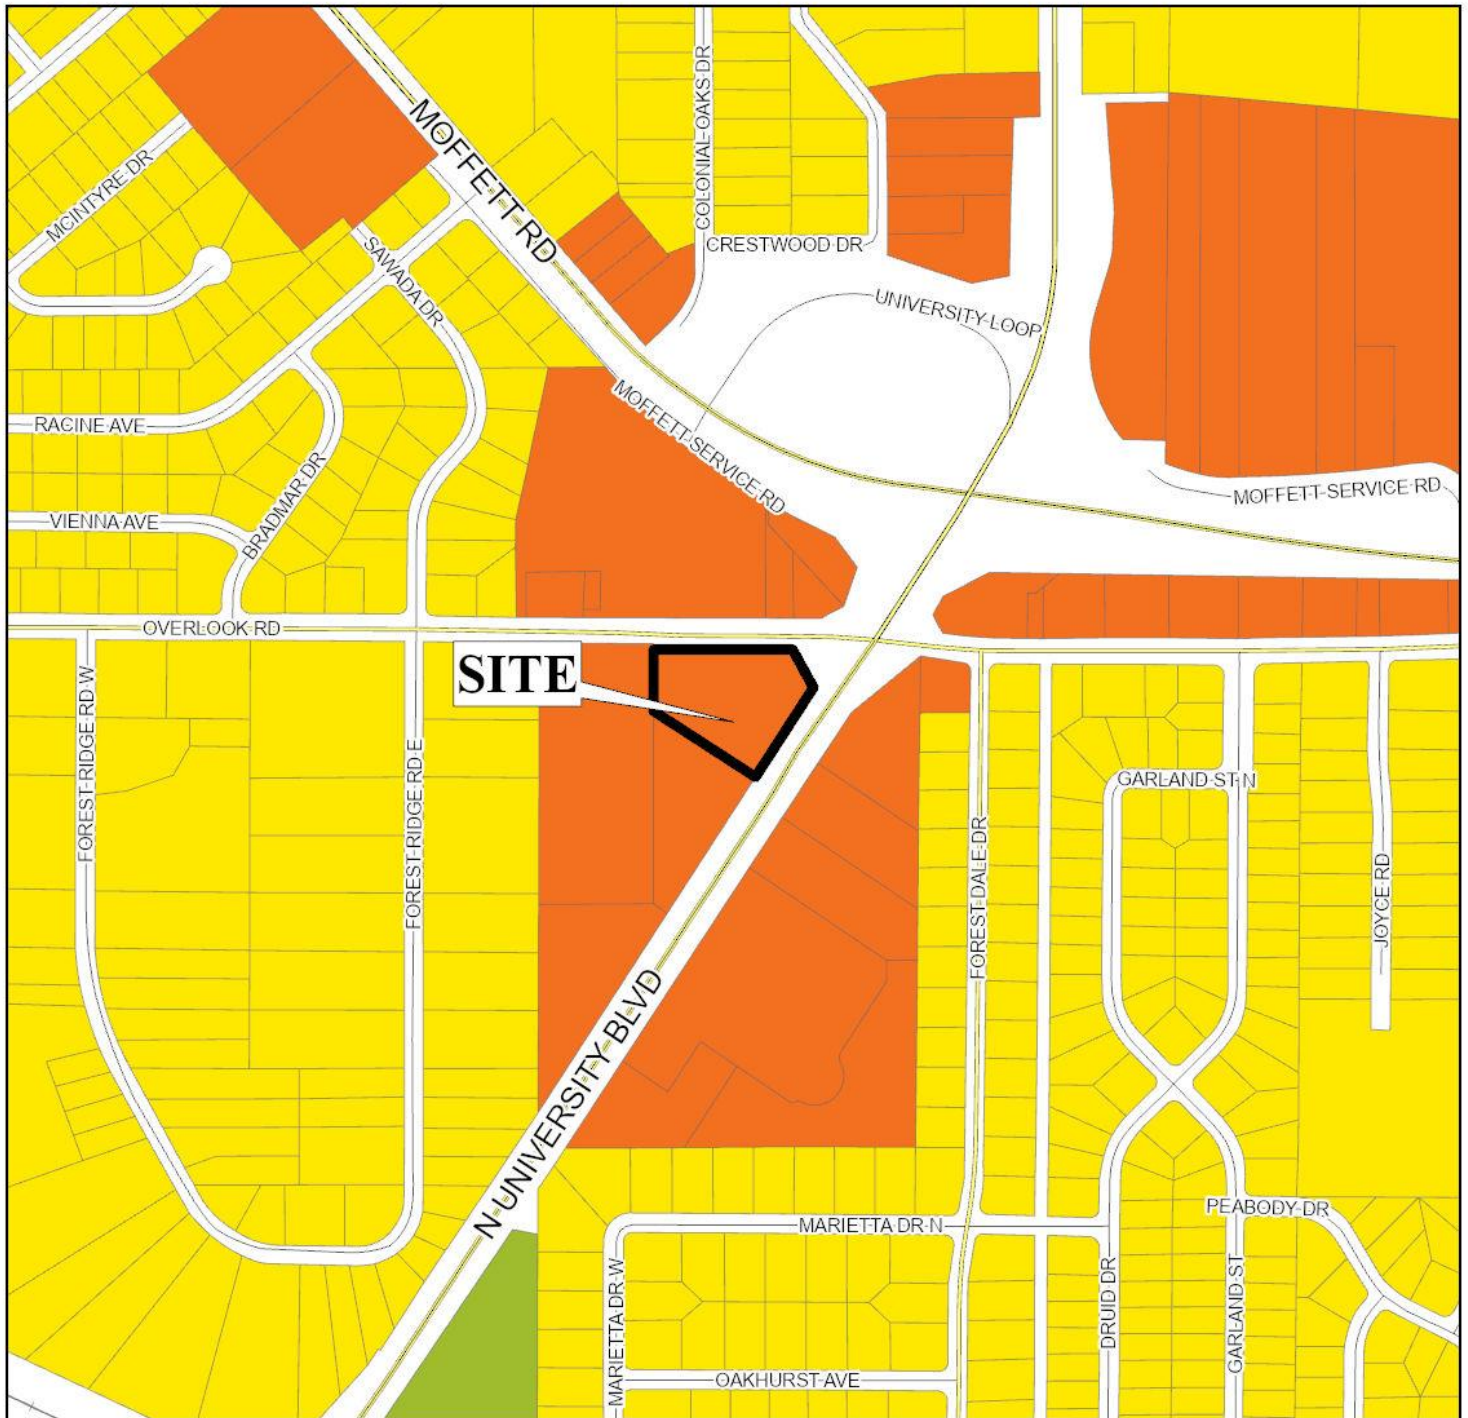 MOFFETT RD
COLONIAL OAKS DR
MCINTYRE DR
SAWADA DR
CRESTWOOD DR
UNIVERSITY LOOP
RACINE AVE
MOFFETT SERVICE RD
BRADMAR DR
MOFFETT SERVICE RD
VIENNA AVE
OVERLOOK RD
SITE
FOREST RIDGE RD W
FOREST RIDGE RD E
GARLAND ST N
FOREST DALE DR
JOYCE RD
N UNIVERSITY BLVD
PEABODY DR
MARIETTA DR N
MARIETTA DR W
DRUID DR
GARLAND ST
OAKHURST AVE